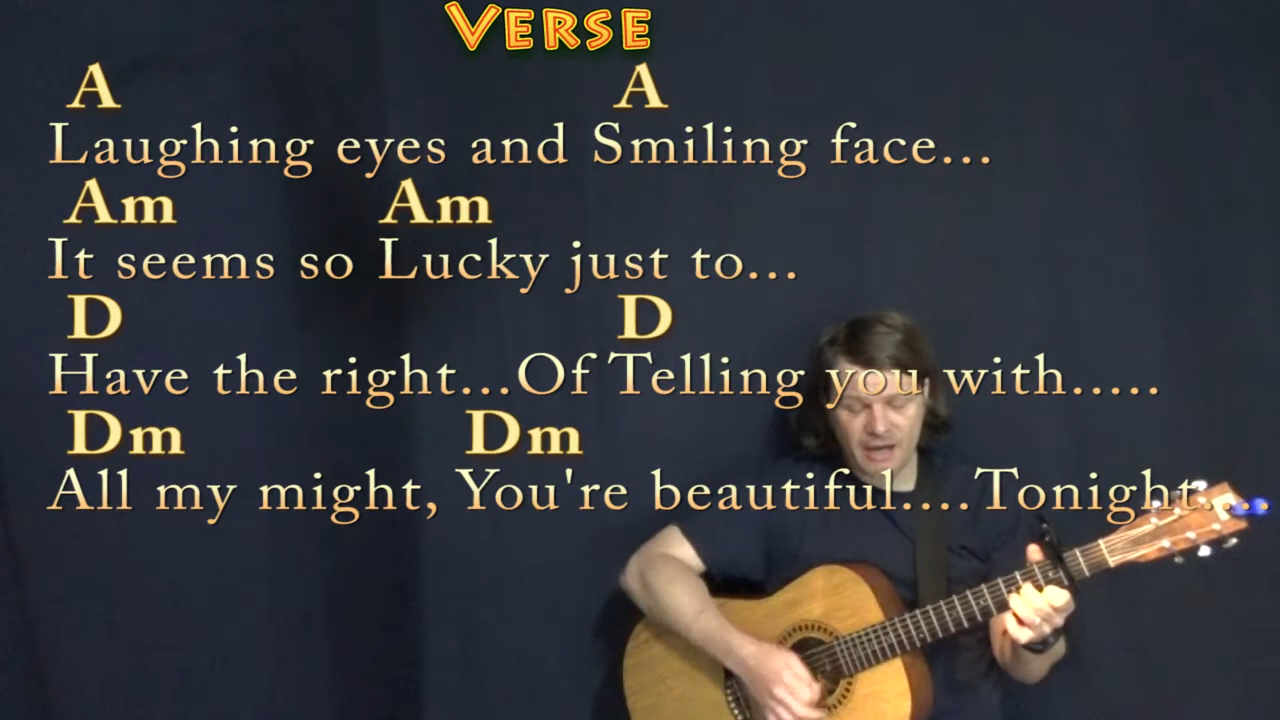 VERSE
A A
Laughing eyes and Smiling face...
Am Am
It seems so Lucky just to...
D D
Have the right...Of Telling you with.....
Dm Dm
All my might, You're beautiful....Tonight....